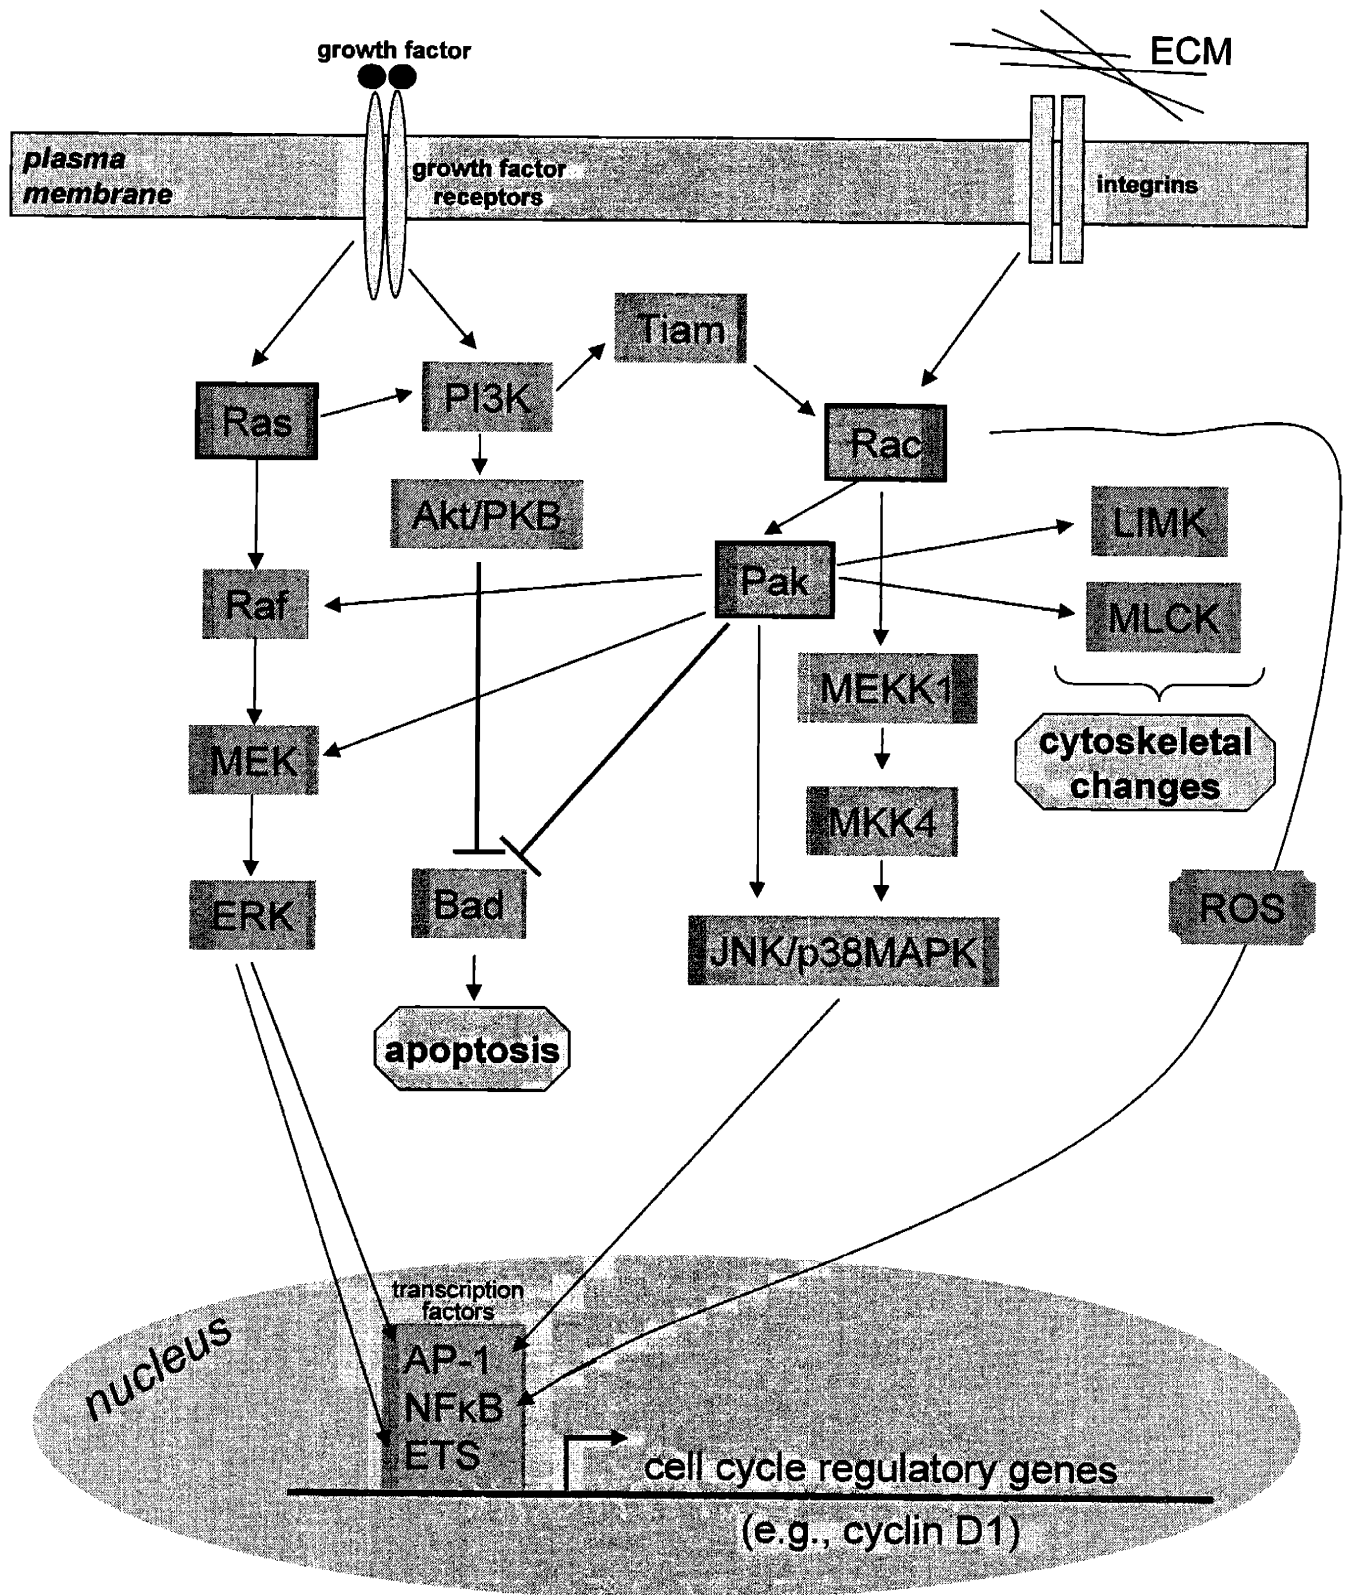 growth factor
ECM
plasma
membrane
growth factor
receptors
integrins
Tiam
PI3K
Ras
Rac
Akt/PKB
LIMK
Pak
Raf
MLCK
MEKK1
cytoskeletal
changes
MEK
MKK4
ERK
Bad
ROS
JNK/p38MAPK
apoptosis
transcription
factors
nucleus
AP-1
NFκB
ETS
cell cycle regulatory genes
(e.g., cyclin D1)